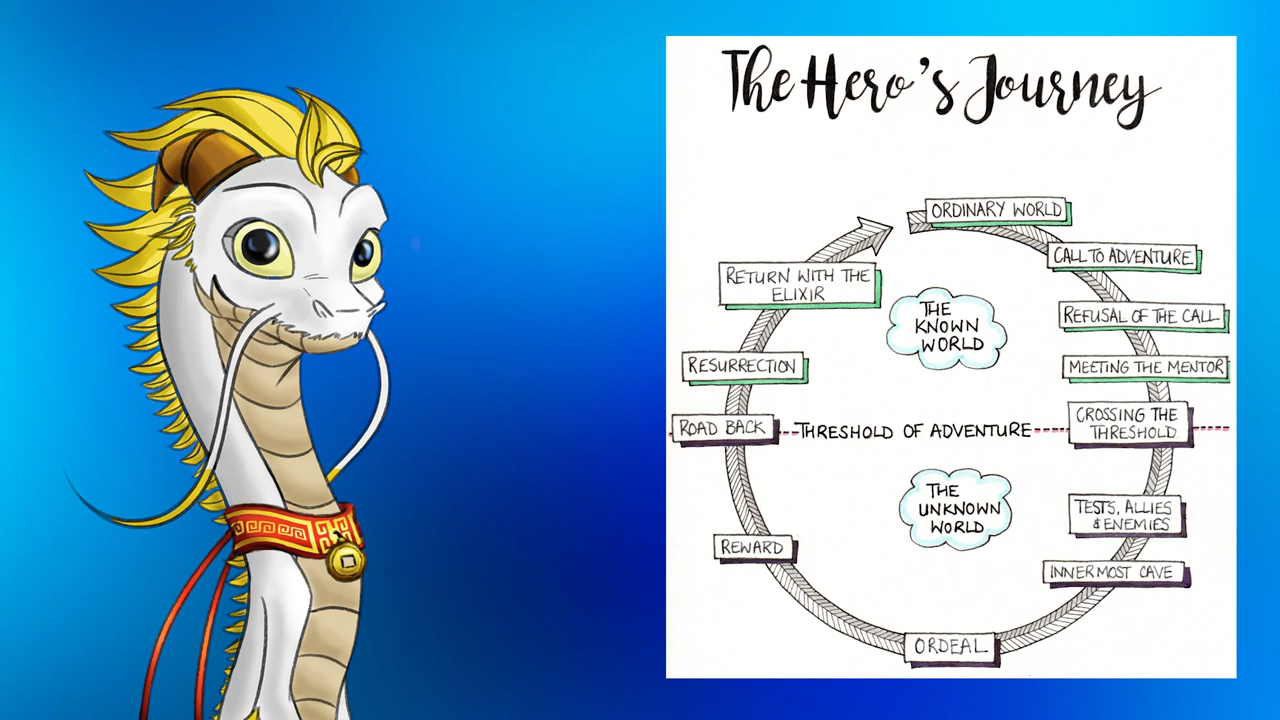 The Hero's Journey
ORDINARY WORLD
CALL TO ADVENTURE
REFUSAL OF THE CALL
MEETING THE MENTOR
CROSSING THE
THRESHOLD
TESTS, ALLIES
& ENEMIES
INNERMOST CAVE
ORDEAL
REWARD
ROAD BACK
RESURRECTION
RETURN WITH THE
ELIXIR
THE
KNOWN
WORLD
THRESHOLD OF ADVENTURE
THE
UNKNOWN
WORLD